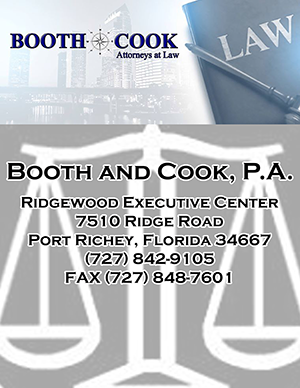 BOOTH COOK
Attorneys at Law
LAW
BOOTH AND COOK, P.A.
RIDGEWOOD EXECUTIVE CENTER
7510 RIDGE ROAD
PORT RICHEY, FLORIDA 34667
(727) 842-9105
FAX (727) 848-7601